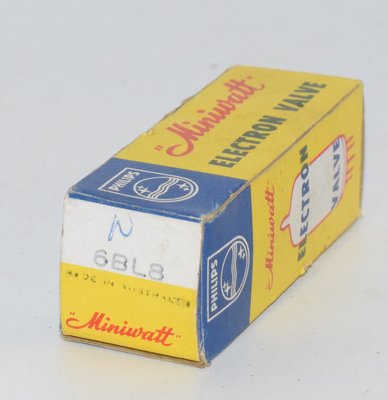 "Miniwatt"
ELECTRON VALVE
PHILIPS
N
6BL8
MADE IN AUSTRALIA
"Miniwatt"
PHILIPS
"Miniwatt"
ELECTRON
VALVE